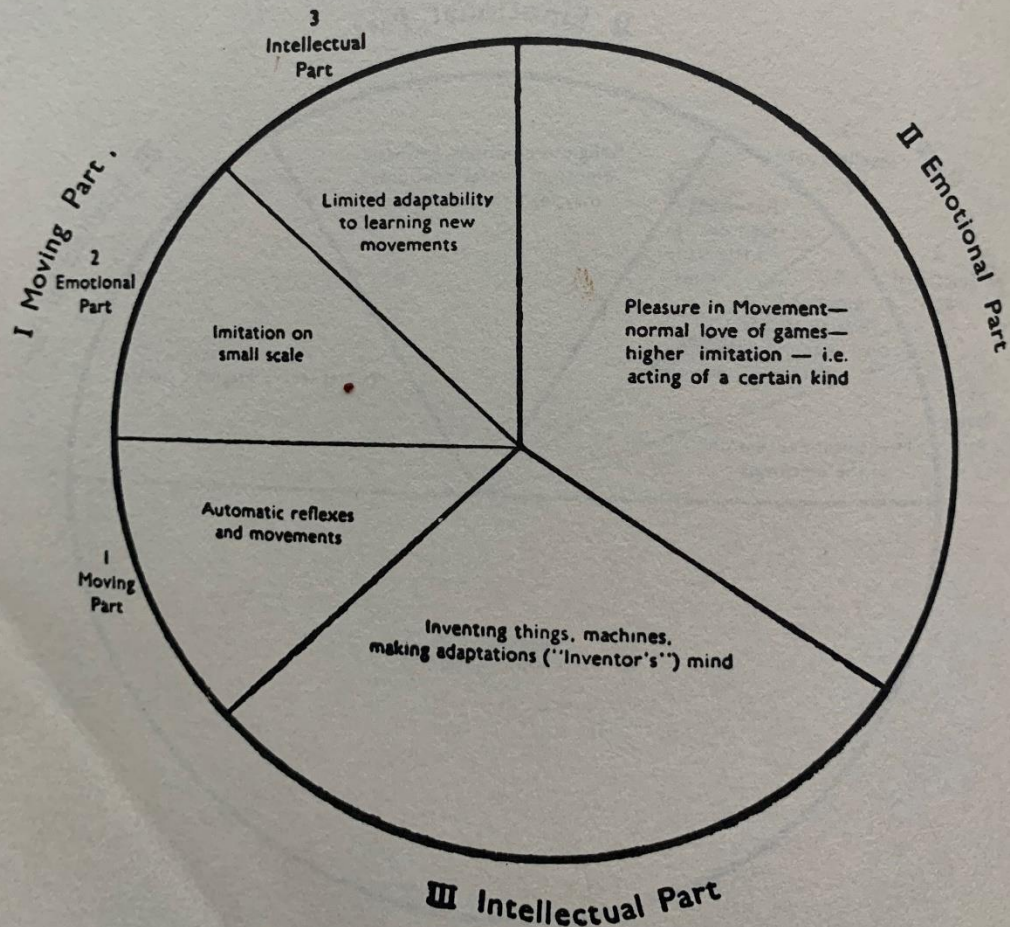 3
Intellectual
Part
I Moving Part.
II Emotional Part
Limited adaptability
to learning new
movements
2
Emotional
Part
Imitation on
small scale
Pleasure in Movement—
normal love of games—
higher imitation — i.e.
acting of a certain kind
Automatic reflexes
and movements
1
Moving
Part
Inventing things, machines,
making adaptations ("Inventor's") mind
III Intellectual Part